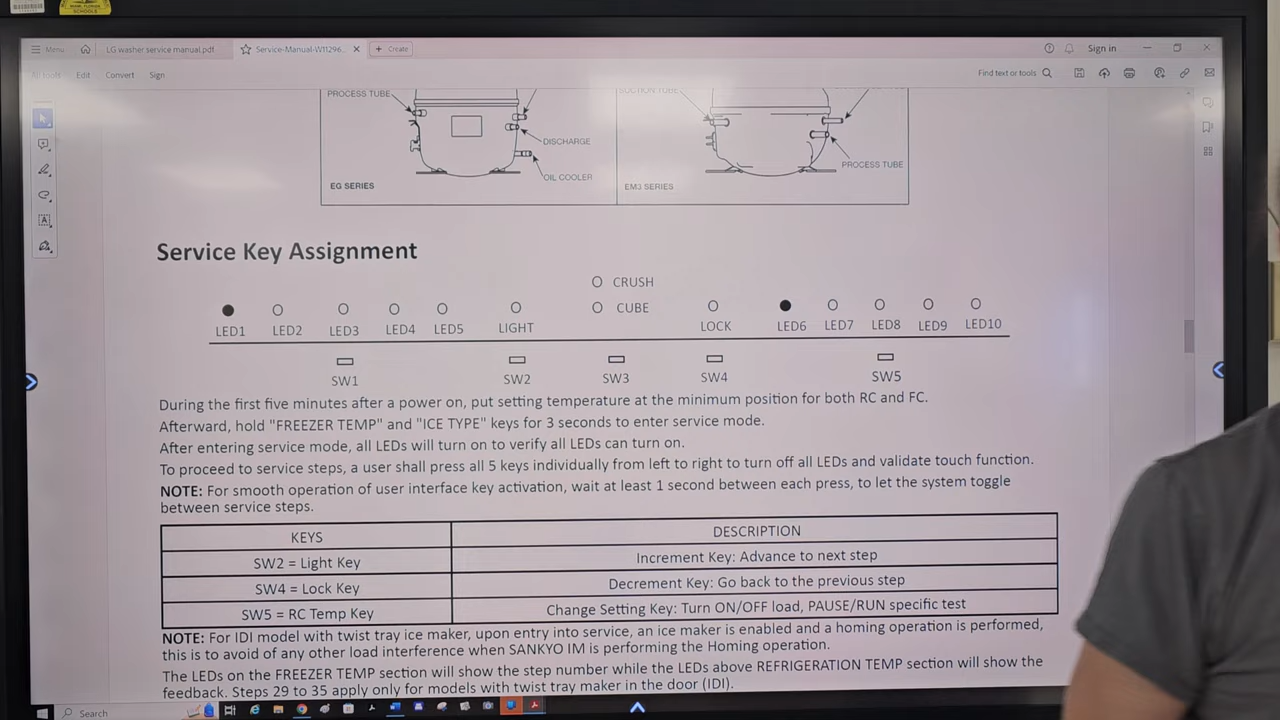 Menu
LG washer service manual.pdf
Service-Manual-W11296...
Create
Sign in
All tools
Edit
Convert
Sign
Find text or tools
PROCESS TUBE
DISCHARGE
OIL COOLER
EG SERIES
SUCTION TUBE
PROCESS TUBE
EM3 SERIES
Service Key Assignment
CRUSH
CUBE
LED1 LED2 LED3 LED4 LED5 LIGHT LOCK LED6 LED7 LED8 LED9 LED10
SW1 SW2 SW3 SW4 SW5
During the first five minutes after a power on, put setting temperature at the minimum position for both RC and FC.
Afterward, hold "FREEZER TEMP" and "ICE TYPE" keys for 3 seconds to enter service mode.
After entering service mode, all LEDs will turn on to verify all LEDs can turn on.
To proceed to service steps, a user shall press all 5 keys individually from left to right to turn off all LEDs and validate touch function.
NOTE: For smooth operation of user interface key activation, wait at least 1 second between each press, to let the system toggle
between service steps.
KEYS DESCRIPTION
SW2 = Light Key Increment Key: Advance to next step
SW4 = Lock Key Decrement Key: Go back to the previous step
SW5 = RC Temp Key Change Setting Key: Turn ON/OFF load, PAUSE/RUN specific test
NOTE: For IDI model with twist tray ice maker, upon entry into service, an ice maker is enabled and a homing operation is performed,
this is to avoid of any other load interference when SANKYO IM is performing the Homing operation.
The LEDs on the FREEZER TEMP section will show the step number while the LEDs above REFRIGERATION TEMP section will show the
feedback. Steps 29 to 35 apply only for models with twist tray maker in the door (IDI).
Search